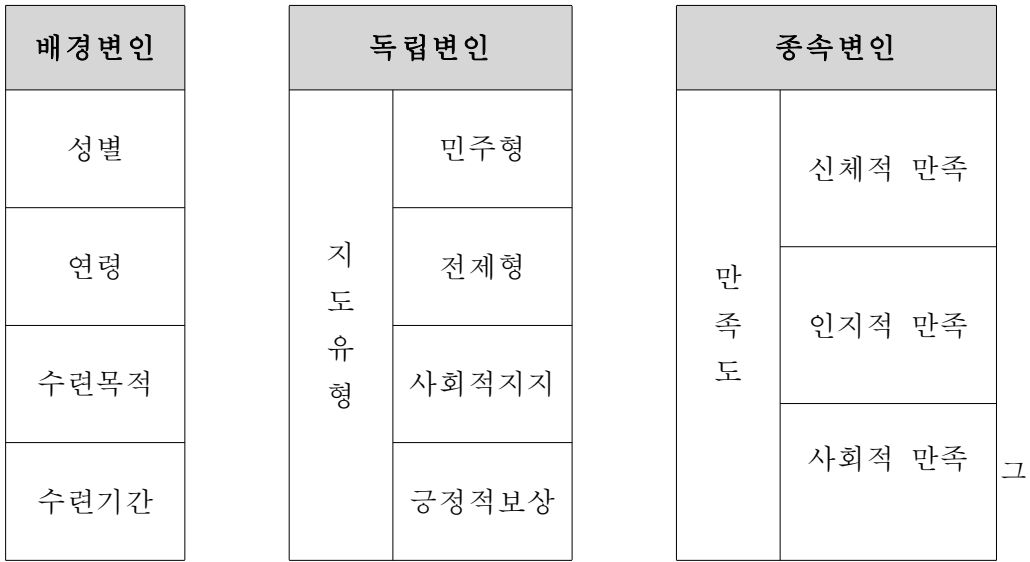 배경변인
성별
연령
수련목적
수련기간
독립변인
지도유형
민주형
전제형
사회적지지
긍정적보상
종속변인
만족도
신체적 만족
인지적 만족
사회적 만족
그